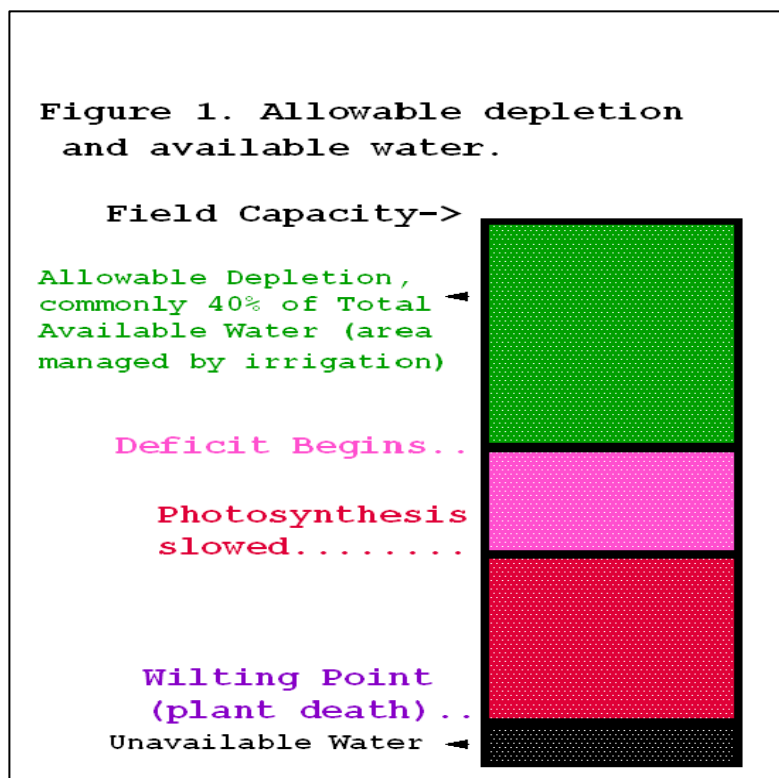 Figure 1. Allowable depletion
and available water.
Field Capacity->
Allowable Depletion,
commonly 40% of Total
Available Water (area
managed by irrigation)
Deficit Begins..
Photosynthesis
slowed........
Wilting Point
(plant death)..
Unavailable Water